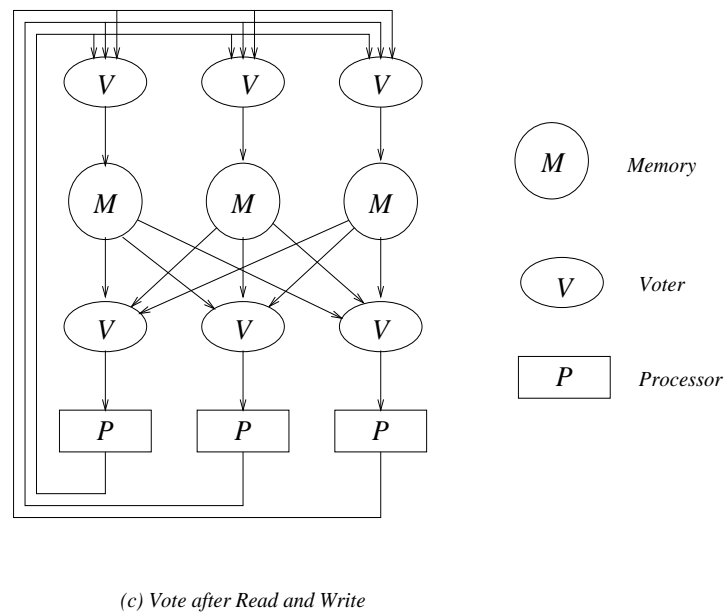 V V V
M Memory
M M M
V Voter
V V V
P Processor
P P P
(c) Vote after Read and Write